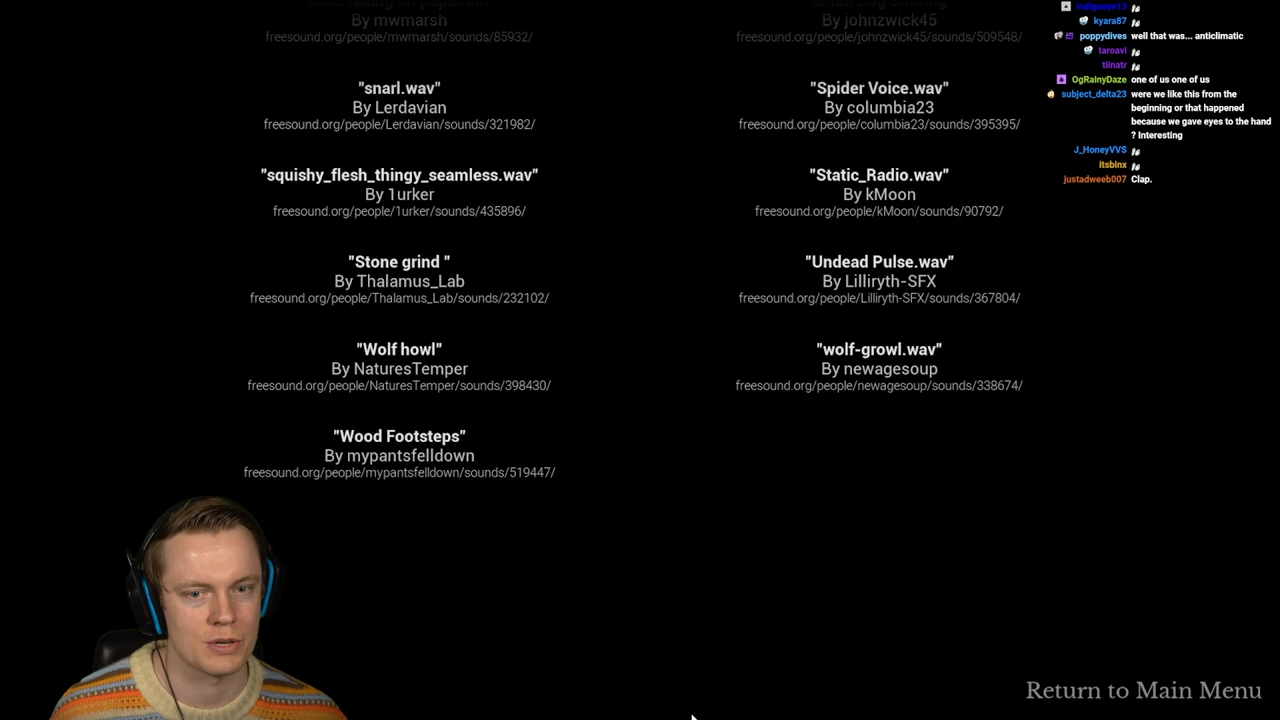 By mwmarsh
freesound.org/people/mwmarsh/sounds/85932/
By johnzwick45
freesound.org/people/johnzwick45/sounds/509548/
"snarl.wav"
By Lerdavian
freesound.org/people/Lerdavian/sounds/321982/
"Spider Voice.wav"
By columbia23
freesound.org/people/columbia23/sounds/395395/
"squishy_flesh_thingy_seamless.wav"
By 1urker
freesound.org/people/1urker/sounds/435896/
"Static_Radio.wav"
By kMoon
freesound.org/people/kMoon/sounds/90792/
"Stone grind "
By Thalamus_Lab
freesound.org/people/Thalamus_Lab/sounds/232102/
"Undead Pulse.wav"
By Lilliryth-SFX
freesound.org/people/Lilliryth-SFX/sounds/367804/
"Wolf howl"
By NaturesTemper
freesound.org/people/NaturesTemper/sounds/398430/
"wolf-growl.wav"
By newagesoup
freesound.org/people/newagesoup/sounds/338674/
"Wood Footsteps"
By mypantsfelldown
freesound.org/people/mypantsfelldown/sounds/519447/
kyara87
poppydives well that was... anticlimatic
taroavi
tiinatr
OgRainyDaze one of us one of us
subject_delta23 were we like this from the
beginning or that happened
because we gave eyes to the hand
? Interesting
J_HoneyVVS
itsbinx
justadweeb007 Clap.
Return to Main Menu